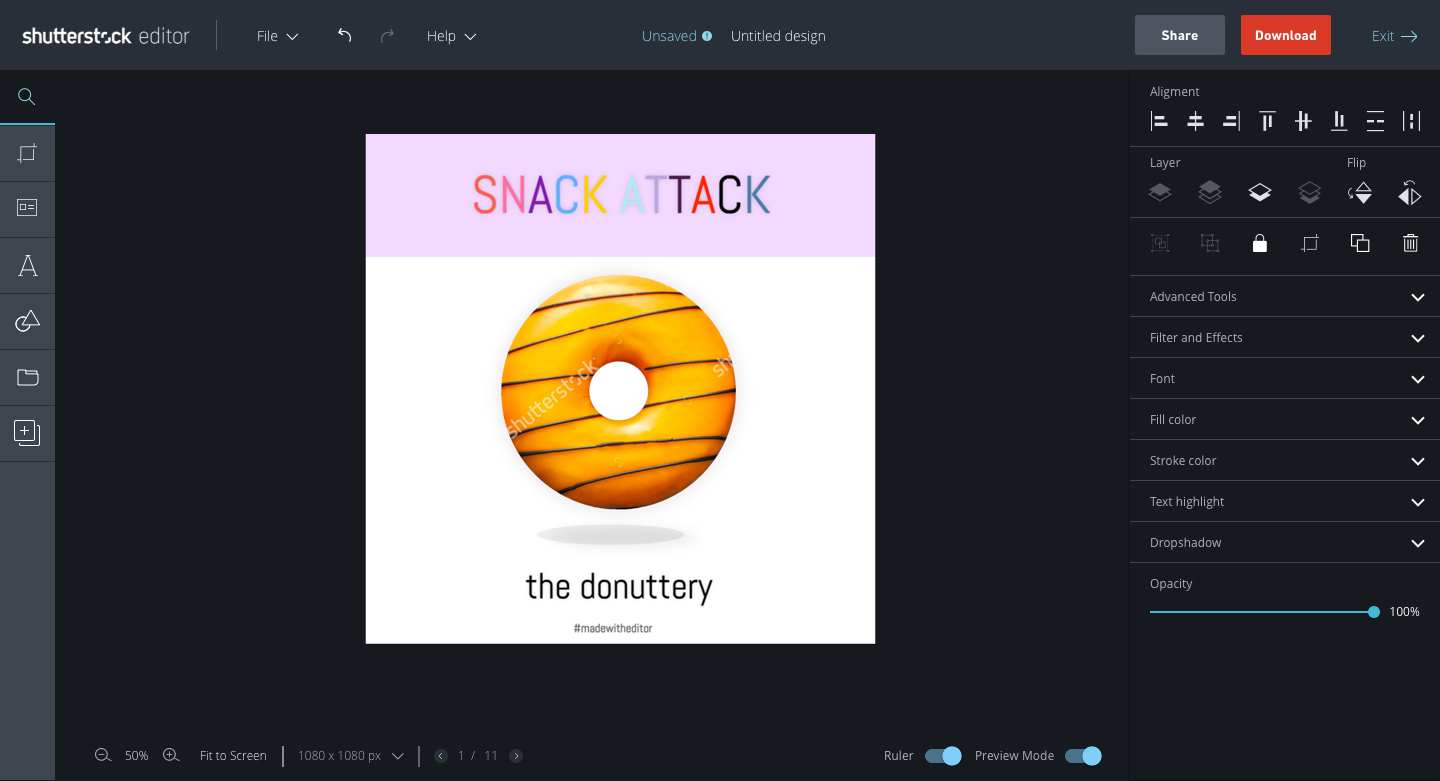 shutterstock editor
File
Help
Unsaved
Untitled design
Share
Download
Exit
Aligment
Layer
Flip
Advanced Tools
Filter and Effects
Font
Fill color
Stroke color
Text highlight
Dropshadow
Opacity
100%
SNACK ATTACK
shutterstock
sh
the donuttery
#madewitheditor
50%
Fit to Screen
1080 x 1080 px
1 / 11
Ruler
Preview Mode